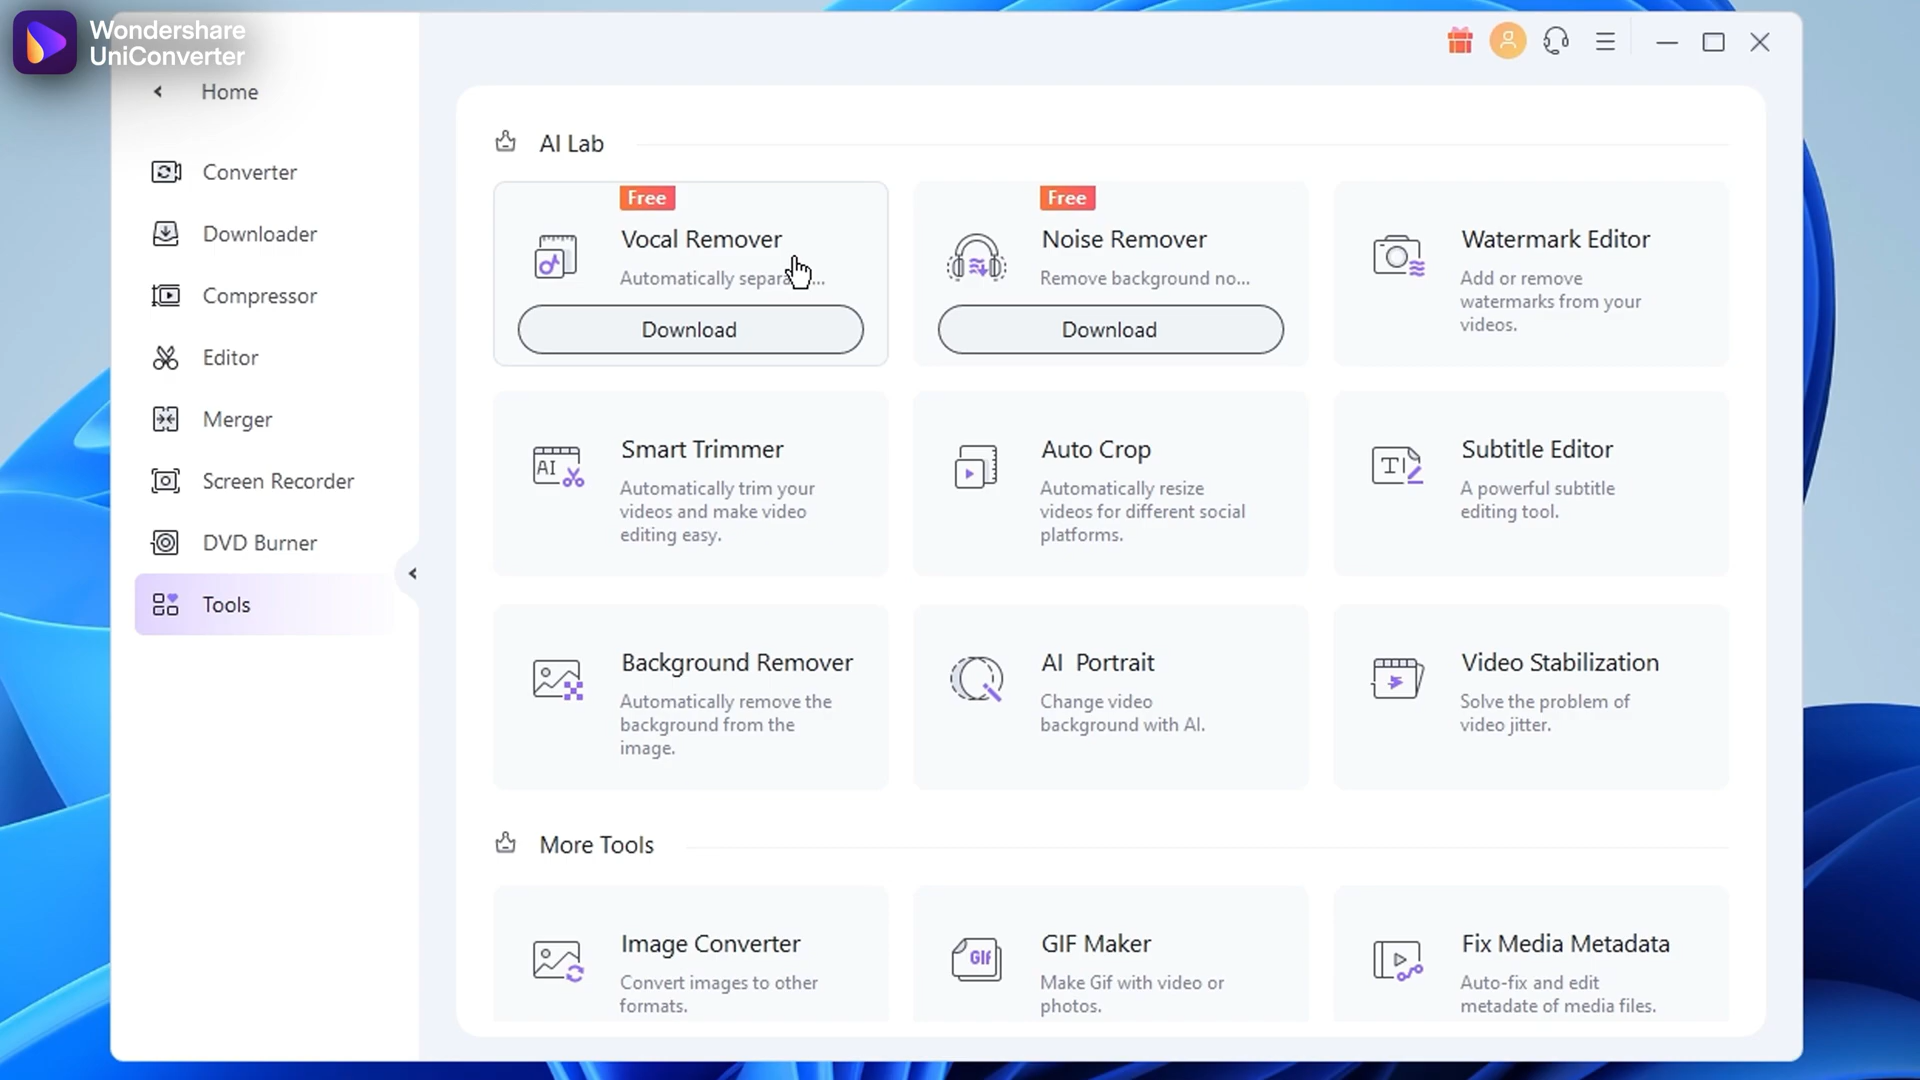 Wondershare
UniConverter
Home
Converter
Downloader
Compressor
Editor
Merger
Screen Recorder
DVD Burner
Tools
AI Lab
Free
Vocal Remover
Automatically separa...
Download
Free
Noise Remover
Remove background no...
Download
Watermark Editor
Add or remove
watermarks from your
videos.
Smart Trimmer
AI
Automatically trim your
videos and make video
editing easy.
Auto Crop
Automatically resize
videos for different social
platforms.
Subtitle Editor
TI
A powerful subtitle
editing tool.
Background Remover
Automatically remove the
background from the
image.
AI Portrait
Change video
background with AI.
Video Stabilization
Solve the problem of
video jitter.
More Tools
Image Converter
Convert images to other
formats.
GIF Maker
GIf
Make Gif with video or
photos.
Fix Media Metadata
Auto-fix and edit
metadate of media files.